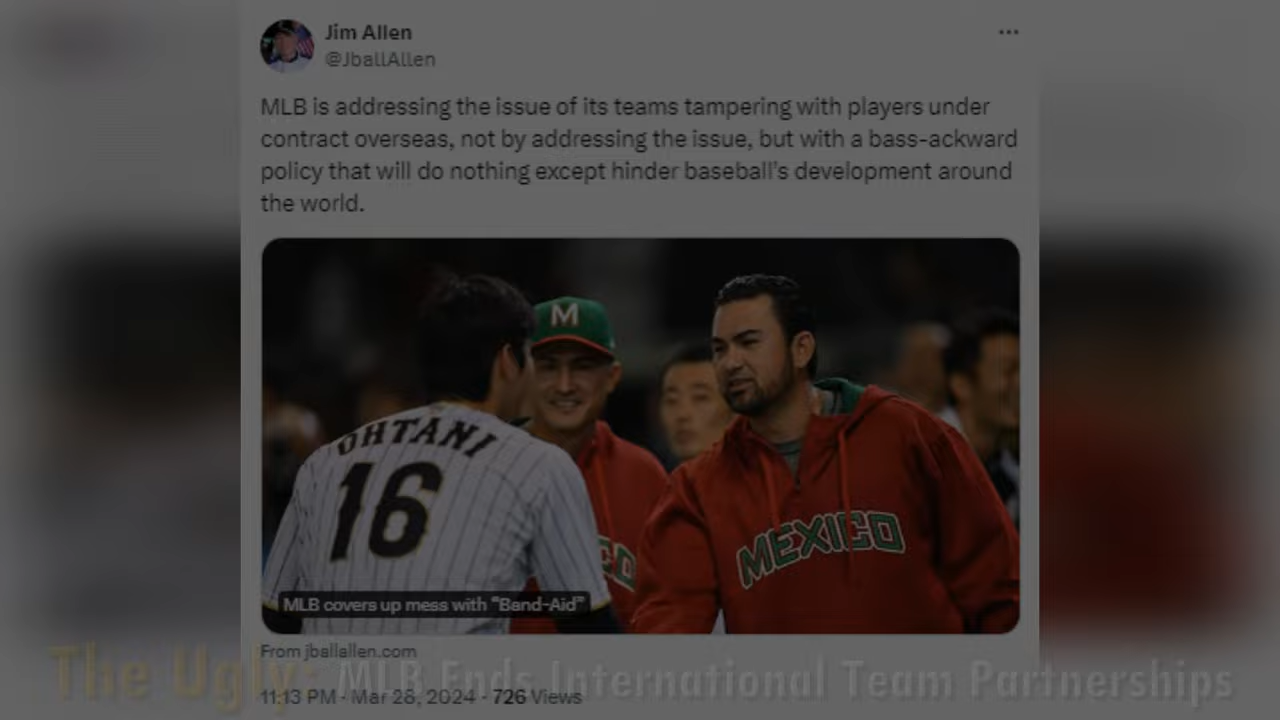 Jim Allen
@JballAllen
MLB is addressing the issue of its teams tampering with players under
contract overseas, not by addressing the issue, but with a bass-ackward
policy that will do nothing except hinder baseball's development around
the world.
M
OHTANI
16
MEXICO
CO
MLB covers up mess with "Band-Aid"
From jballallen.com
The Ugly: MLB Ends International Team Partnerships
11:13 PM · Mar 28, 2024 · 726 Views